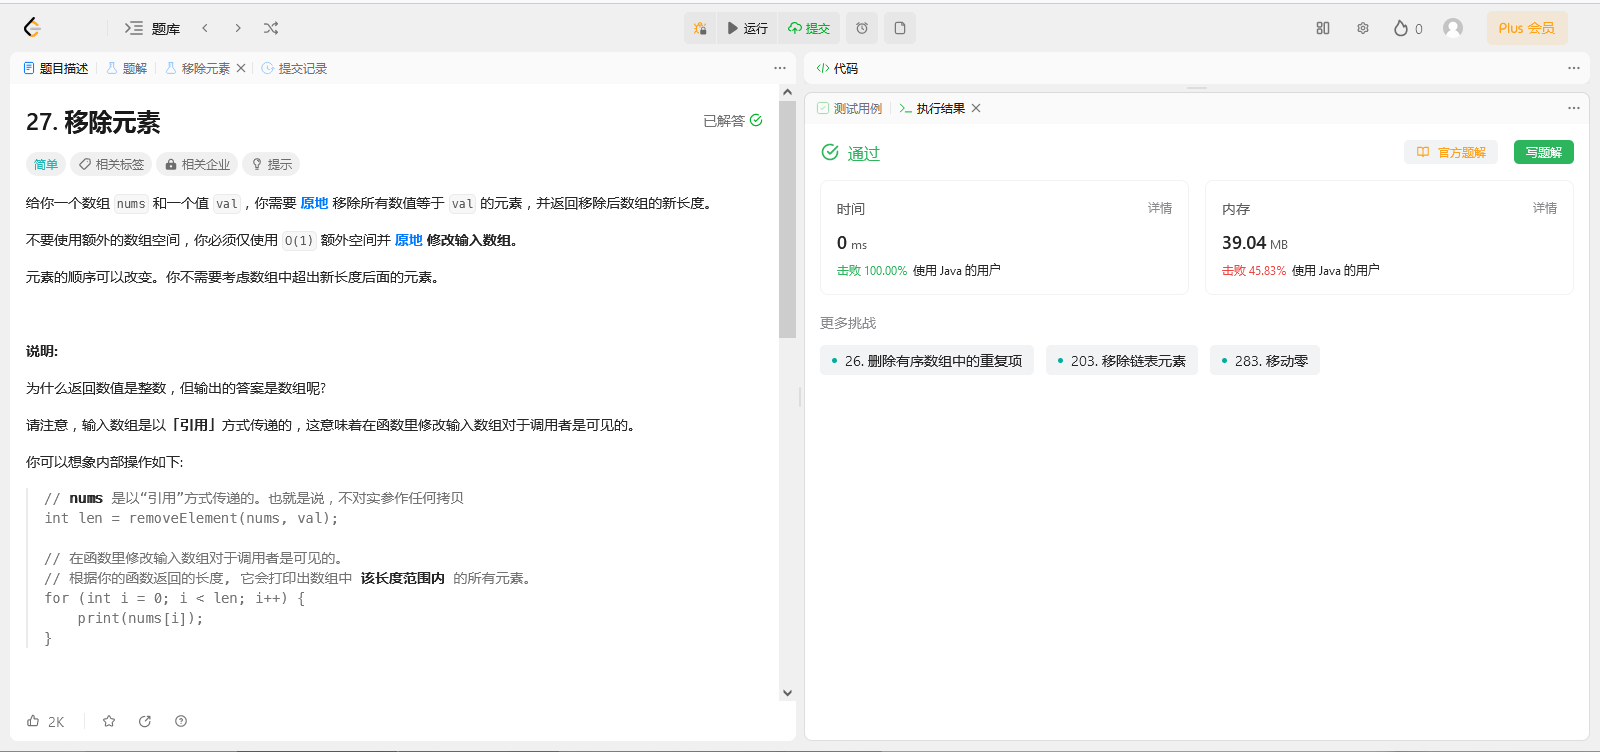 题库
运行
提交
0
Plus 会员
题目描述
题解
移除元素
提交记录
27. 移除元素
已解答
简单
相关标签
相关企业
提示
给你一个数组 nums 和一个值 val，你需要 原地 移除所有数值等于 val 的元素，并返回移除后数组的新长度。
不要使用额外的数组空间，你必须仅使用 O(1) 额外空间并 原地 修改输入数组。
元素的顺序可以改变。你不需要考虑数组中超出新长度后面的元素。
说明:
为什么返回数值是整数，但输出的答案是数组呢?
请注意，输入数组是以「引用」方式传递的，这意味着在函数里修改输入数组对于调用者是可见的。
你可以想象内部操作如下:
// nums 是以“引用”方式传递的。也就是说，不对实参作任何拷贝
int len = removeElement(nums, val);
// 在函数里修改输入数组对于调用者是可见的。
// 根据你的函数返回的长度, 它会打印出数组中 该长度范围内 的所有元素。
for (int i = 0; i < len; i++) {
    print(nums[i]);
}
2K
代码
测试用例
执行结果
通过
官方题解
写题解
时间
详情
0 ms
击败 100.00% 使用 Java 的用户
内存
详情
39.04 MB
击败 45.83% 使用 Java 的用户
更多挑战
26. 删除有序数组中的重复项
203. 移除链表元素
283. 移动零